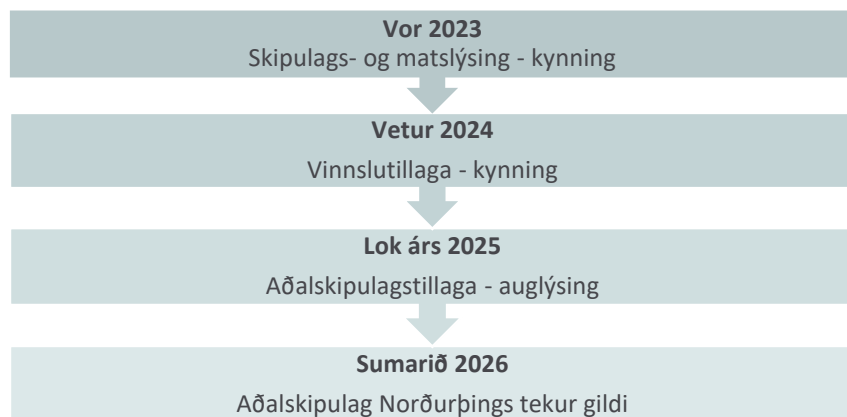 Vor 2023
Skipulags- og matslýsing - kynning
Vetur 2024
Vinnslutillaga - kynning
Lok árs 2025
Aðalskipulagstillaga - auglýsing
Sumarið 2026
Aðalskipulag Norðurþings tekur gildi